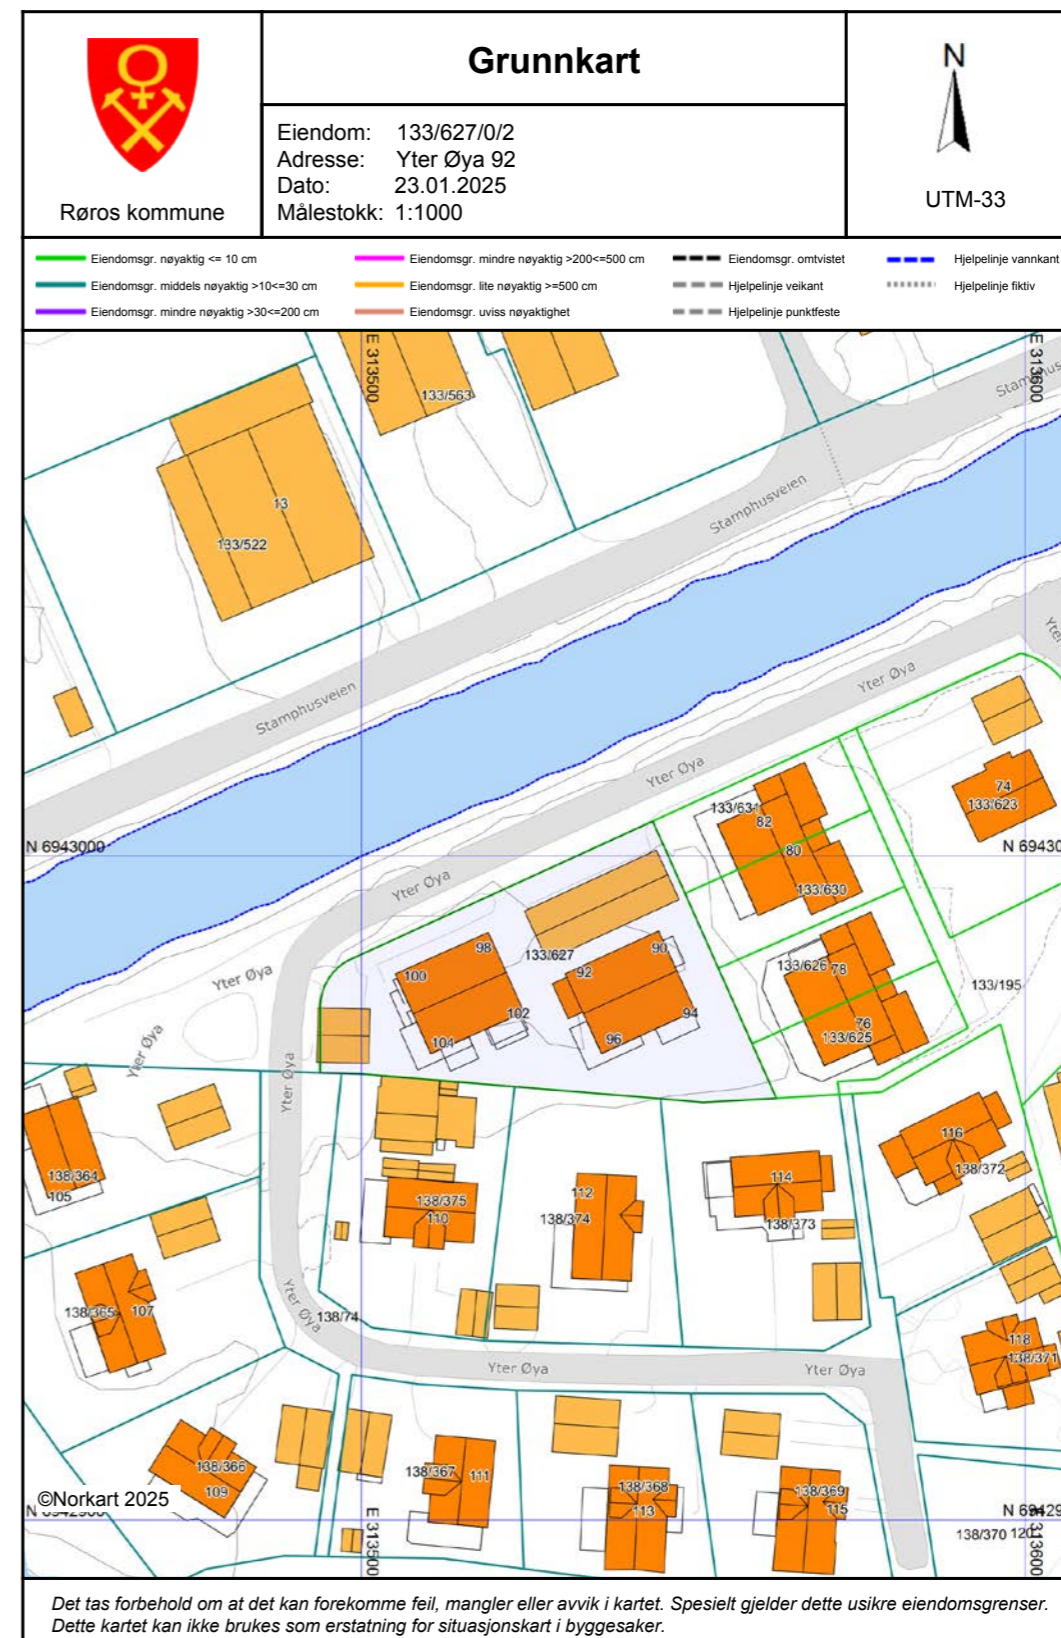 Grunnkart
Eiendom: 133/627/0/2
Adresse: Yter Øya 92
Dato: 23.01.2025
Målestokk: 1:1000
Røros kommune
N
UTM-33
Eiendomsgr. nøyaktig <= 10 cm
Eiendomsgr. middels nøyaktig >10<=30 cm
Eiendomsgr. mindre nøyaktig >30<=200 cm
Eiendomsgr. mindre nøyaktig >200<=500 cm
Eiendomsgr. lite nøyaktig >=500 cm
Eiendomsgr. uviss nøyaktighet
Eiendomsgr. omtvistet
Hjelpelinje veikant
Hjelpelinje punktfeste
Hjelpelinje vannkant
Hjelpelinje fiktiv
E 313500
E 313600
133/563
Stamphus
13
133/522
Stamphusveien
Stamphusveien
Yter Øya
Yter
Yter Øya
74
133/623
133/631
82
80
133/630
N 6943000
N 69430
Yter Øya
98
133/627
90
92
100
102
94
104
96
133/626
78
76
133/625
133/195
Yter Øya
Yter Øya
Yter Øya
138/364
105
116
138/372
138/375
110
112
138/374
114
138/373
138/365
107
Yter Øya
138/74
118
138/371
Yter Øya
Yter Øya
138/366
109
138/367
111
138/368
113
138/369
115
©Norkart 2025
N 6942900
N 69429
138/370
120
E 313500
E 313600
Det tas forbehold om at det kan forekomme feil, mangler eller avvik i kartet. Spesielt gjelder dette usikre eiendomsgrenser.
Dette kartet kan ikke brukes som erstatning for situasjonskart i byggesaker.